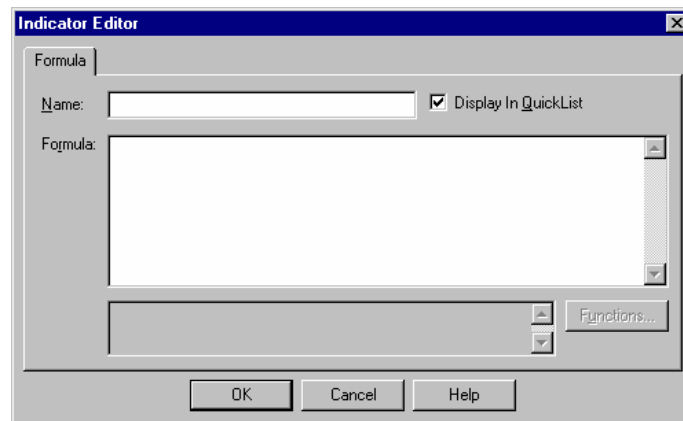 Indicator Editor
Formula
Name:
Display In QuickList
Formula:
Functions...
OK
Cancel
Help